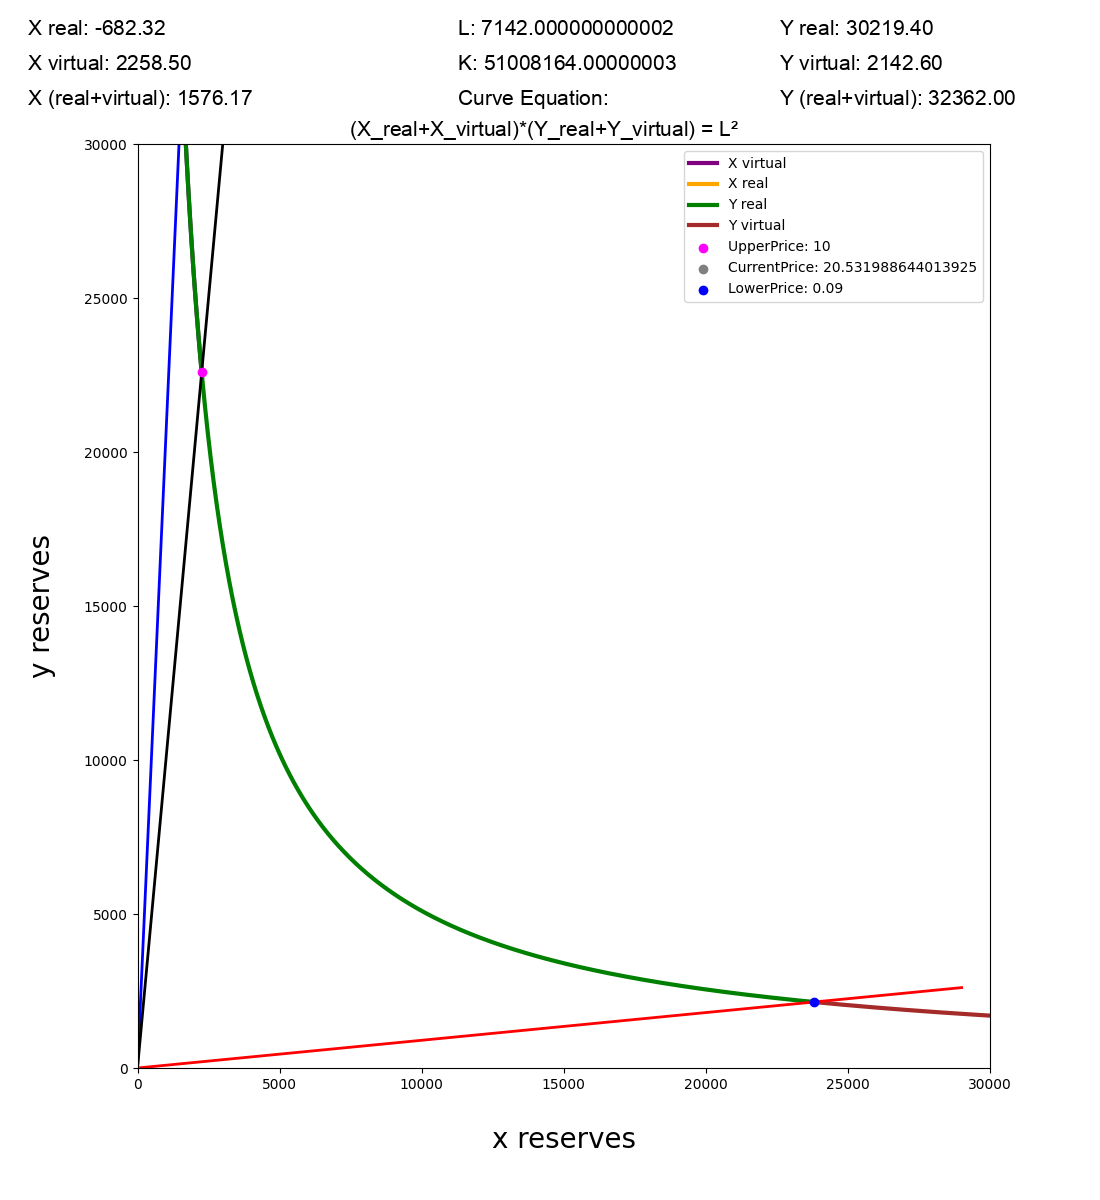 X real: -682.32
L: 7142.000000000002
Y real: 30219.40
X virtual: 2258.50
K: 51008164.00000003
Y virtual: 2142.60
X (real+virtual): 1576.17
Curve Equation:
Y (real+virtual): 32362.00
(X_real+X_virtual)*(Y_real+Y_virtual) = L²
X virtual
X real
Y real
Y virtual
UpperPrice: 10
CurrentPrice: 20.531988644013925
LowerPrice: 0.09
30000
25000
20000
15000
10000
5000
0
y reserves
0
5000
10000
15000
20000
25000
30000
x reserves